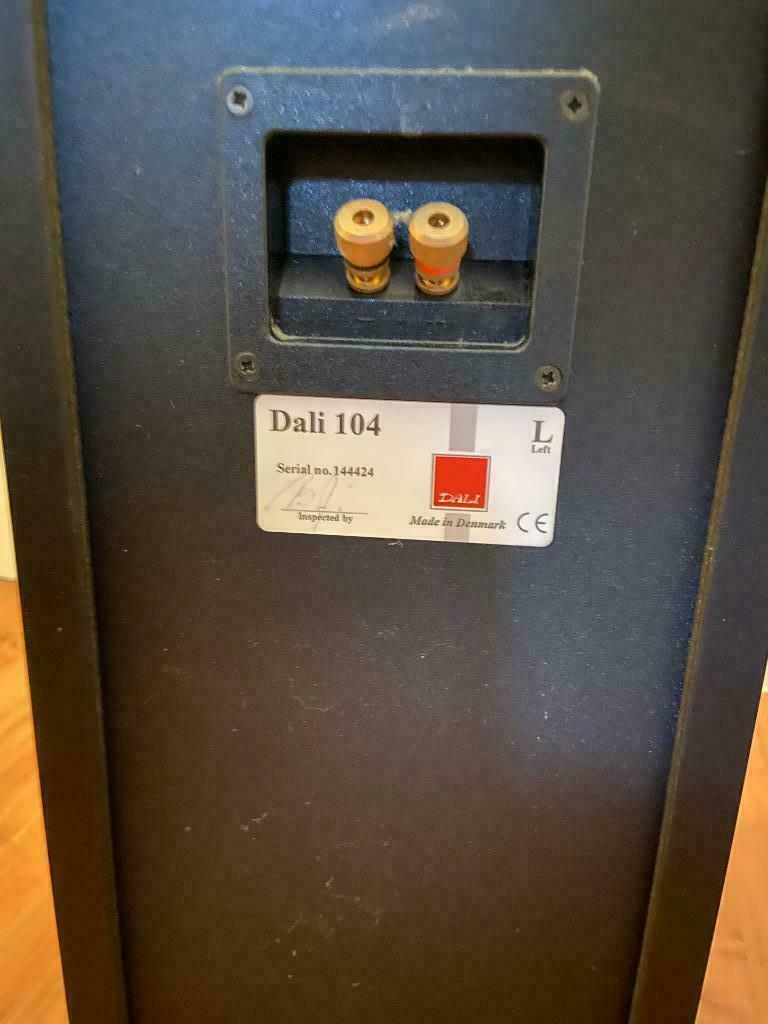 Dali 104
L
Left
Serial no.144424
DALI
Inspected by
Made in Denmark CE